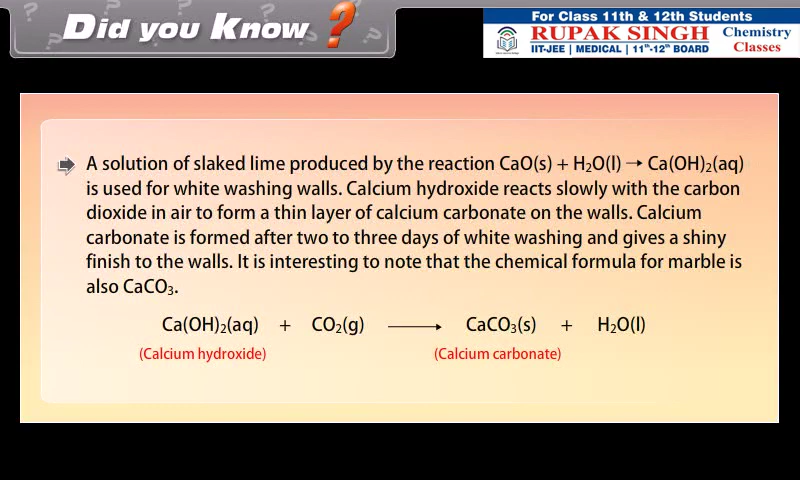 Did you Know ?
For Class 11th & 12th Students
RUPAK SINGH
IIT-JEE | MEDICAL | 11th-12th BOARD
Chemistry
Classes
A solution of slaked lime produced by the reaction CaO(s) + H₂O(l) → Ca(OH)₂(aq)
is used for white washing walls. Calcium hydroxide reacts slowly with the carbon
dioxide in air to form a thin layer of calcium carbonate on the walls. Calcium
carbonate is formed after two to three days of white washing and gives a shiny
finish to the walls. It is interesting to note that the chemical formula for marble is
also CaCO₃.
Ca(OH)₂(aq) + CO₂(g) ⟶ CaCO₃(s) + H₂O(l)
(Calcium hydroxide) (Calcium carbonate)